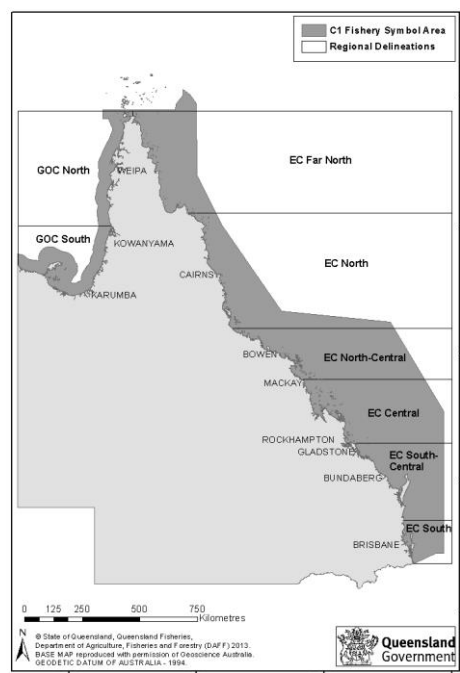 C1 Fishery Symbol Area
Regional Delineations
GOC North
WEIPA
EC Far North
GOC South
KOWANYAMA
EC North
CAIRNS
KARUMBA
BOWEN
EC North-Central
MACKAY
EC Central
ROCKHAMPTON
GLADSTONE
EC South-
Central
BUNDABERG
EC South
BRISBANE
0 125 250 500 750
Kilometres
N
© State of Queensland, Queensland Fisheries,
Department of Agriculture, Fisheries and Forestry (DAFF) 2013.
BASE MAP reproduced with permission of Geoscience Australia.
GEODETIC DATUM OF AUSTRALIA - 1994.
Queensland
Government